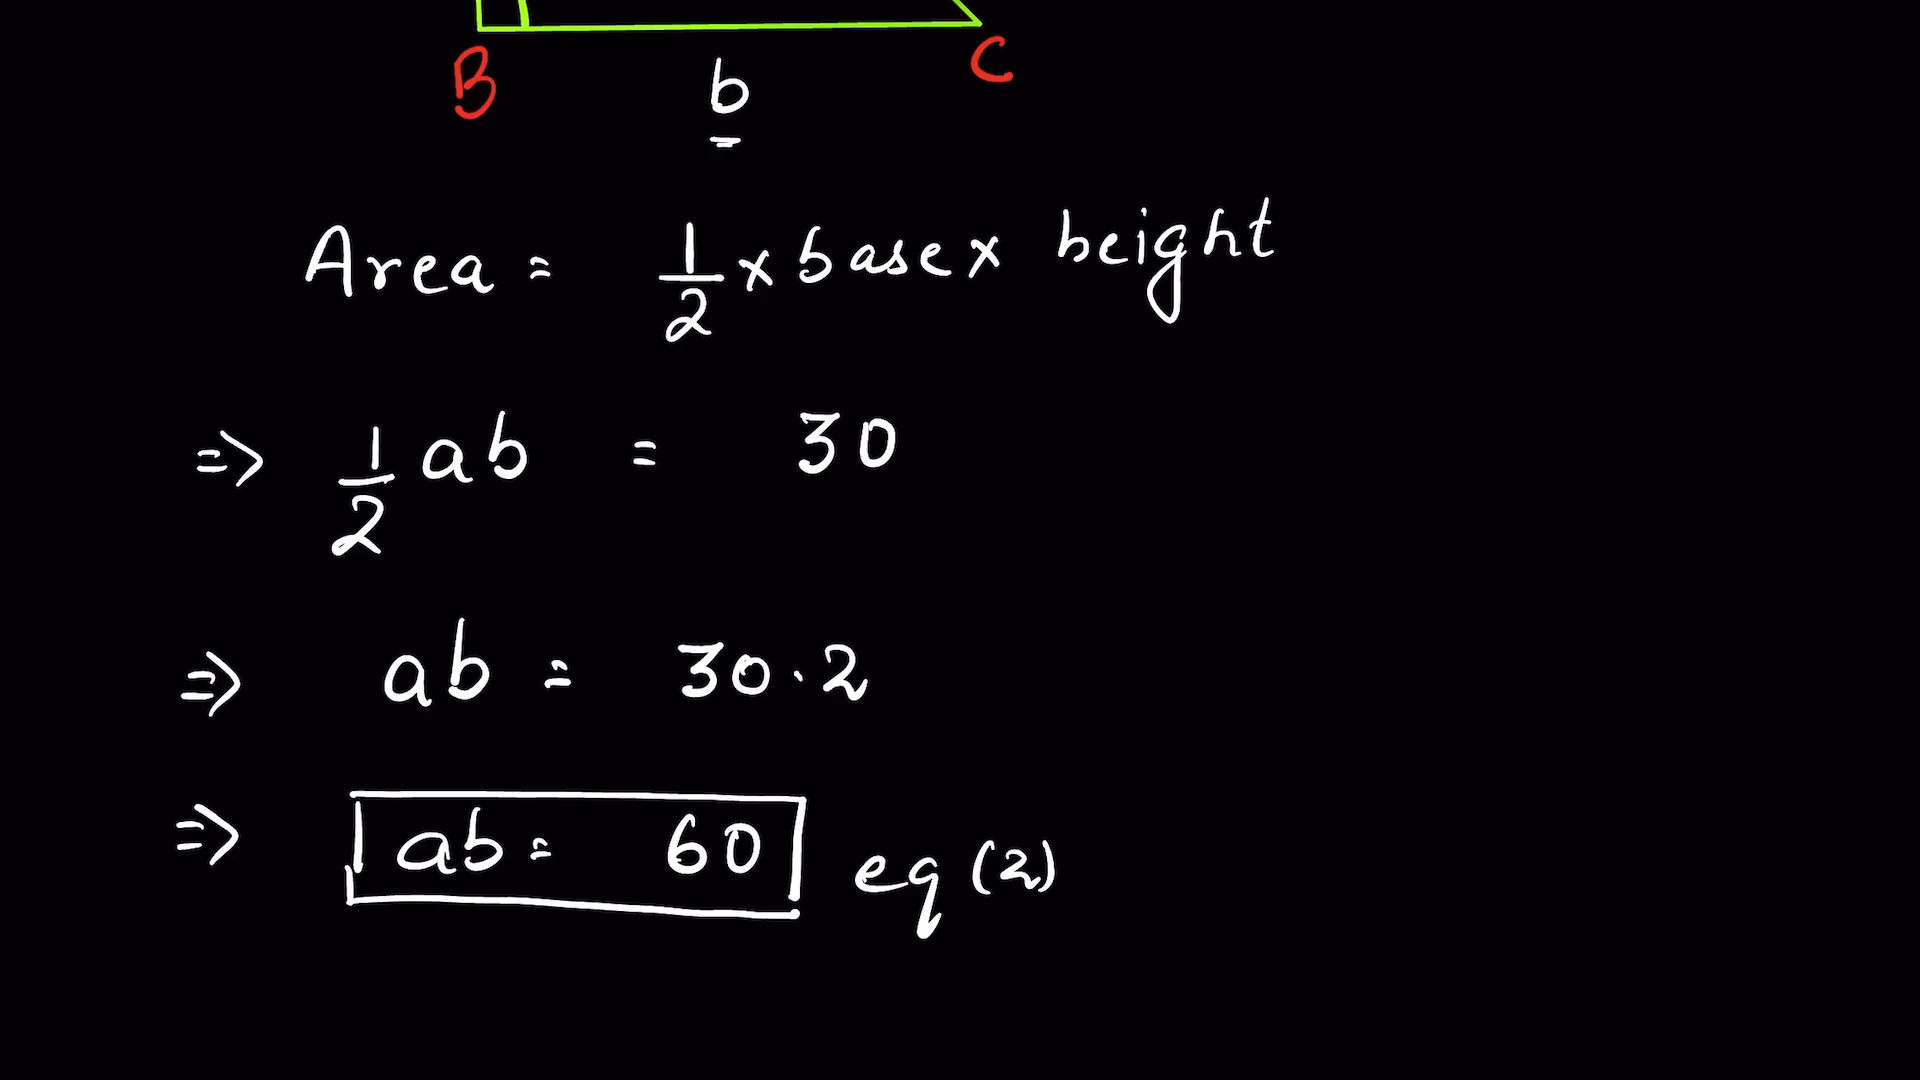 B b C
Area = 1/2 × base × height
⇒ 1/2 ab = 30
⇒ ab = 30·2
⇒ ab = 60 eq (2)